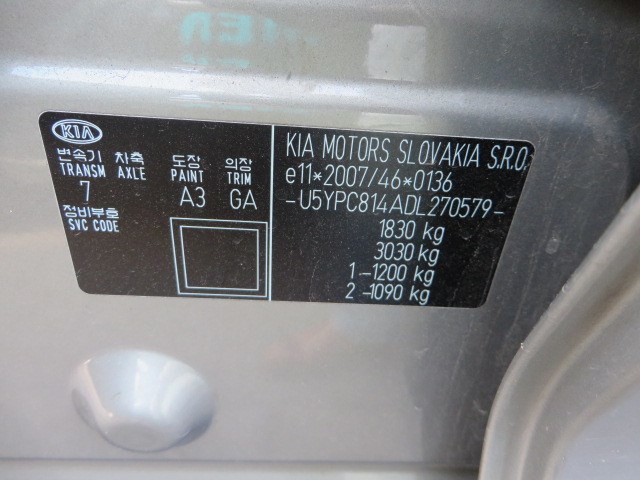 KIA
변속기 차축 도장 의장
TRANSM AXLE PAINT TRIM
7 A3 GA
정비부호
SVC CODE
KIA MOTORS SLOVAKIA S.R.O
e11*2007/46*0136
-U5YPC814ADL270579-
1830 kg
3030 kg
1-1200 kg
2-1090 kg